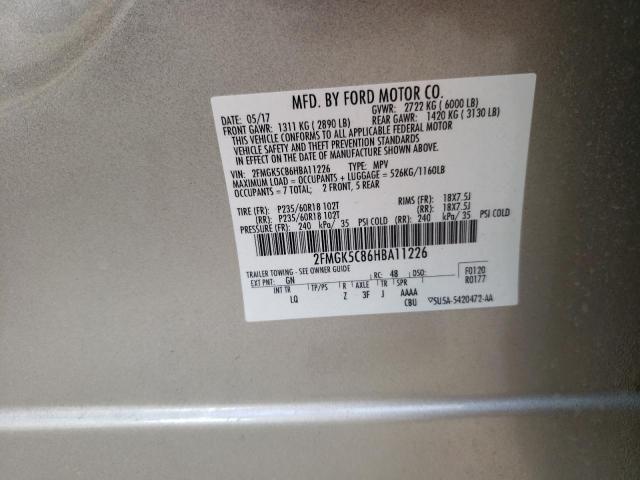 MFD. BY FORD MOTOR CO.
DATE: 05/17 GVWR: 2722 KG ( 6000 LB)
FRONT GAWR: 1311 KG ( 2890 LB) REAR GAWR: 1420 KG ( 3130 LB)
THIS VEHICLE CONFORMS TO ALL APPLICABLE FEDERAL MOTOR
VEHICLE SAFETY AND THEFT PREVENTION STANDARDS
IN EFFECT ON THE DATE OF MANUFACTURE SHOWN ABOVE.
VIN: 2FMGK5C86HBA11226 TYPE: MPV
MAXIMUM LOAD = OCCUPANTS + LUGGAGE = 526KG/1160LB
OCCUPANTS = 7 TOTAL; 2 FRONT, 5 REAR
TIRE (FR): P235/60R18 102T RIMS (FR): 18X7.5J
(RR): P235/60R18 102T (RR): 18X7.5J
PRESSURE (FR): 240 kPa/ 35 PSI COLD (RR): 240 kPa/ 35 PSI COLD
2FMGK5C86HBA11226
TRAILER TOWING - SEE OWNER GUIDE
EXT PNT: GN RC: 48 DSO: F0120
R0177
INT TR TP/PS R AXLE TR SPR
LQ Z 3F J AAAA
CBU SU5A-5420472-AA